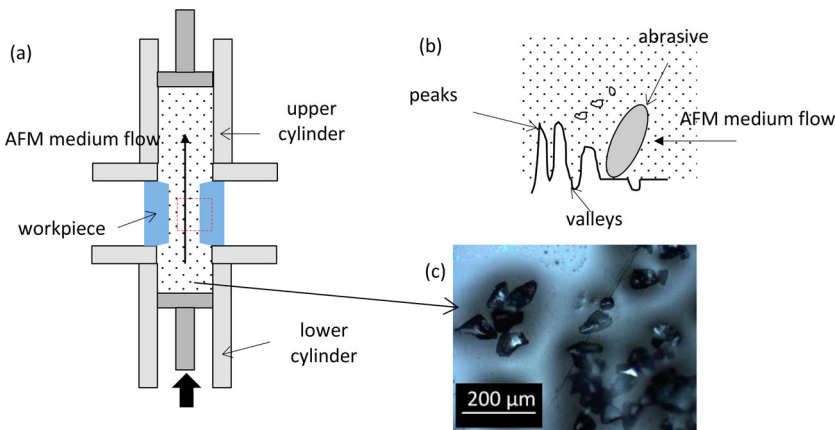 (a)
upper
cylinder
AFM medium flow
workpiece
lower
cylinder
(b)
abrasive
peaks
AFM medium flow
valleys
(c)
200 µm